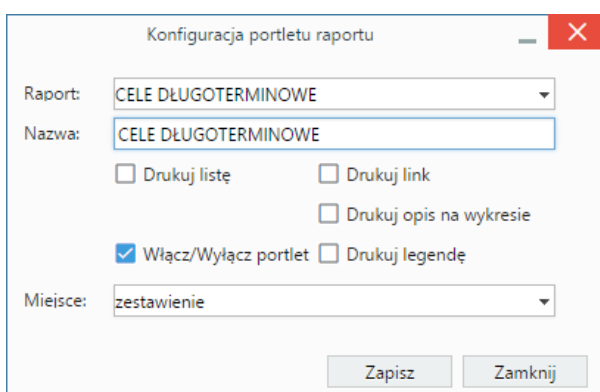 Konfiguracja portletu raportu
Raport: CELE DŁUGOTERMINOWE
Nazwa: CELE DŁUGOTERMINOWE
Drukuj listę Drukuj link
Drukuj opis na wykresie
Włącz/Wyłącz portlet Drukuj legendę
Miejsce: zestawienie
Zapisz Zamknij